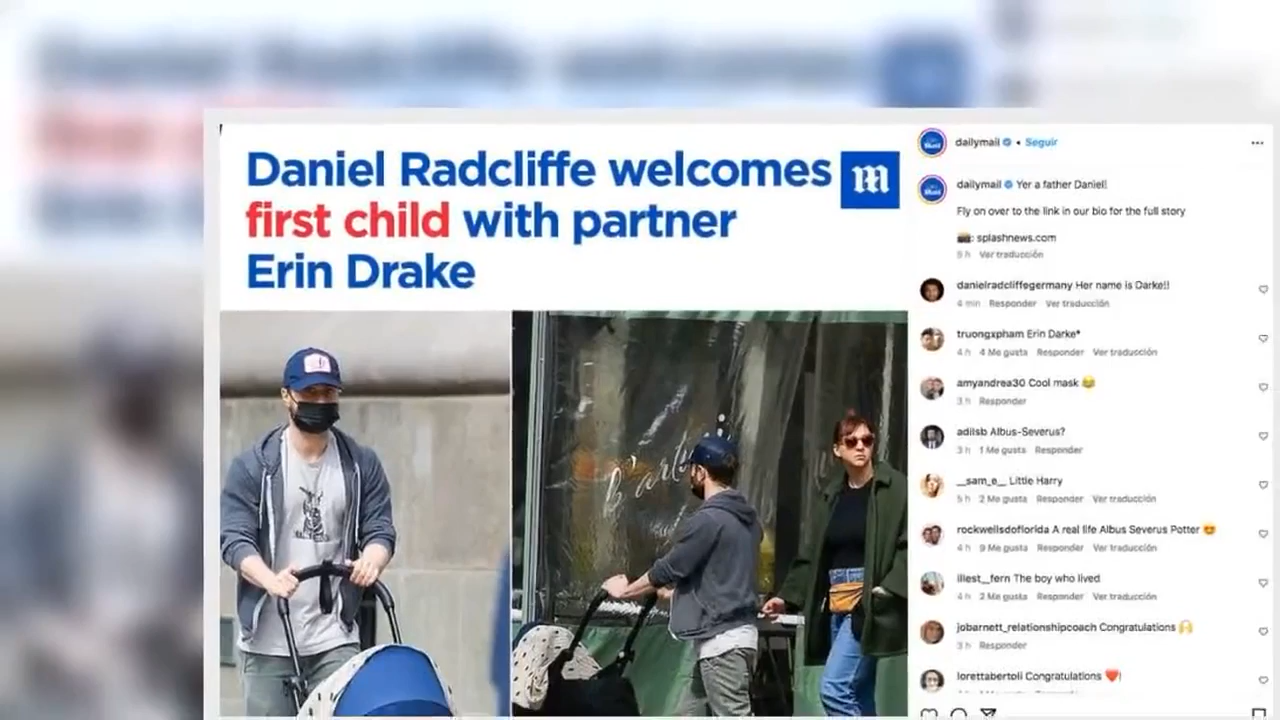 Daniel Radcliffe welcomes
first child with partner
Erin Drake
m
dailymail • Seguir
dailymail Yer a father Daniel!
Fly on over to the link in our bio for the full story
: splashnews.com
5 h Ver traducción
danielradcliffegermany Her name is Darke!!
4 min Responder Ver traducción
truongxpham Erin Darke*
4 h 4 Me gusta Responder Ver traducción
amyandrea30 Cool mask 😂
3 h Responder
adilsb Albus-Severus?
3 h 1 Me gusta Responder
__sam_e__ Little Harry
5 h 2 Me gusta Responder Ver traducción
rockwellsdoflorida A real life Albus Severus Potter 😍
4 h 9 Me gusta Responder Ver traducción
illest__fern The boy who lived
4 h 2 Me gusta Responder Ver traducción
jobarnett_relationshipcoach Congratulations 🙌
3 h Responder
lorettabertoli Congratulations ❤️!